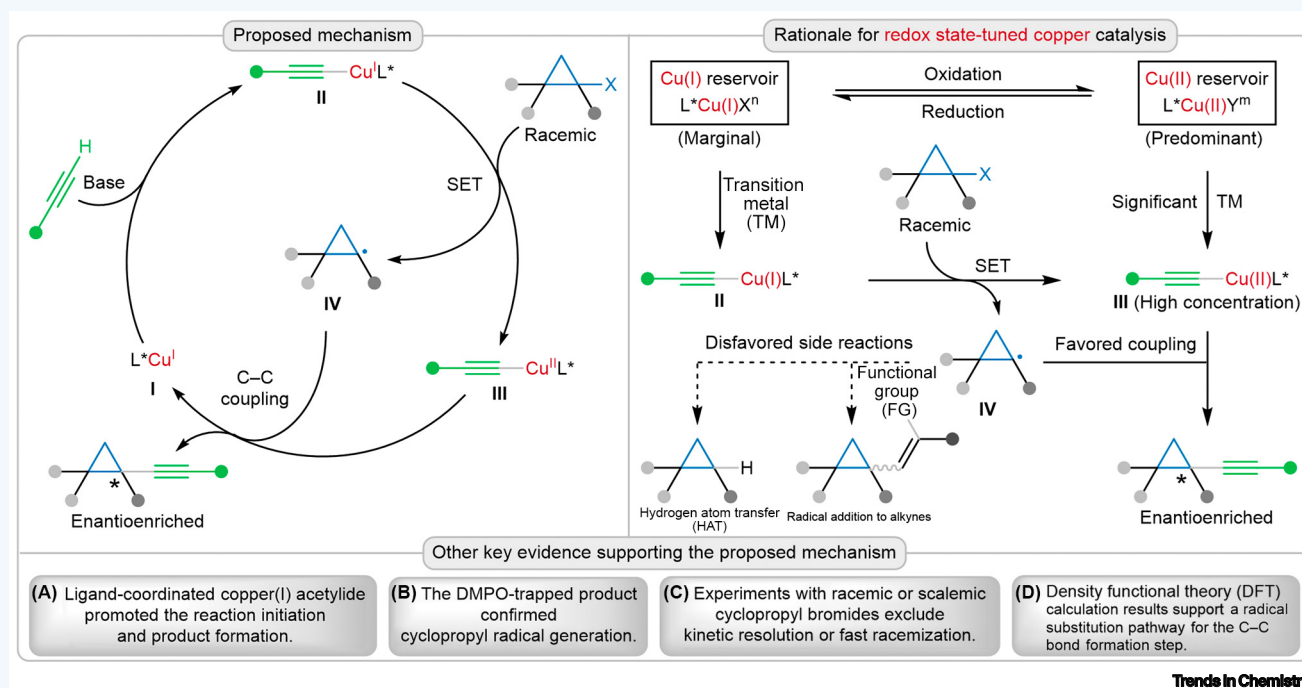 Proposed mechanism
Cu^I L*
II
X
Racemic
H
Base
SET
IV
L*Cu^I
I
C–C
coupling
Cu^II L*
III
*
Enantioenriched
Rationale for redox state-tuned copper catalysis
Cu(I) reservoir
L*Cu(I)X^n
(Marginal)
Oxidation
Reduction
Cu(II) reservoir
L*Cu(II)Y^m
(Predominant)
Transition
metal
(TM)
X
Racemic
Significant
TM
Cu(I)L*
II
SET
Cu(II)L*
III (High concentration)
Disfavored side reactions
Functional
group
(FG)
IV
Favored coupling
H
Hydrogen atom transfer
(HAT)
Radical addition to alkynes
*
Enantioenriched
Other key evidence supporting the proposed mechanism
(A) Ligand-coordinated copper(I) acetylide
promoted the reaction initiation
and product formation.
(B) The DMPO-trapped product
confirmed
cyclopropyl radical generation.
(C) Experiments with racemic or scalemic
cyclopropyl bromides exclude
kinetic resolution or fast racemization.
(D) Density functional theory (DFT)
calculation results support a radical
substitution pathway for the C–C
bond formation step.
Trends in Chemistr